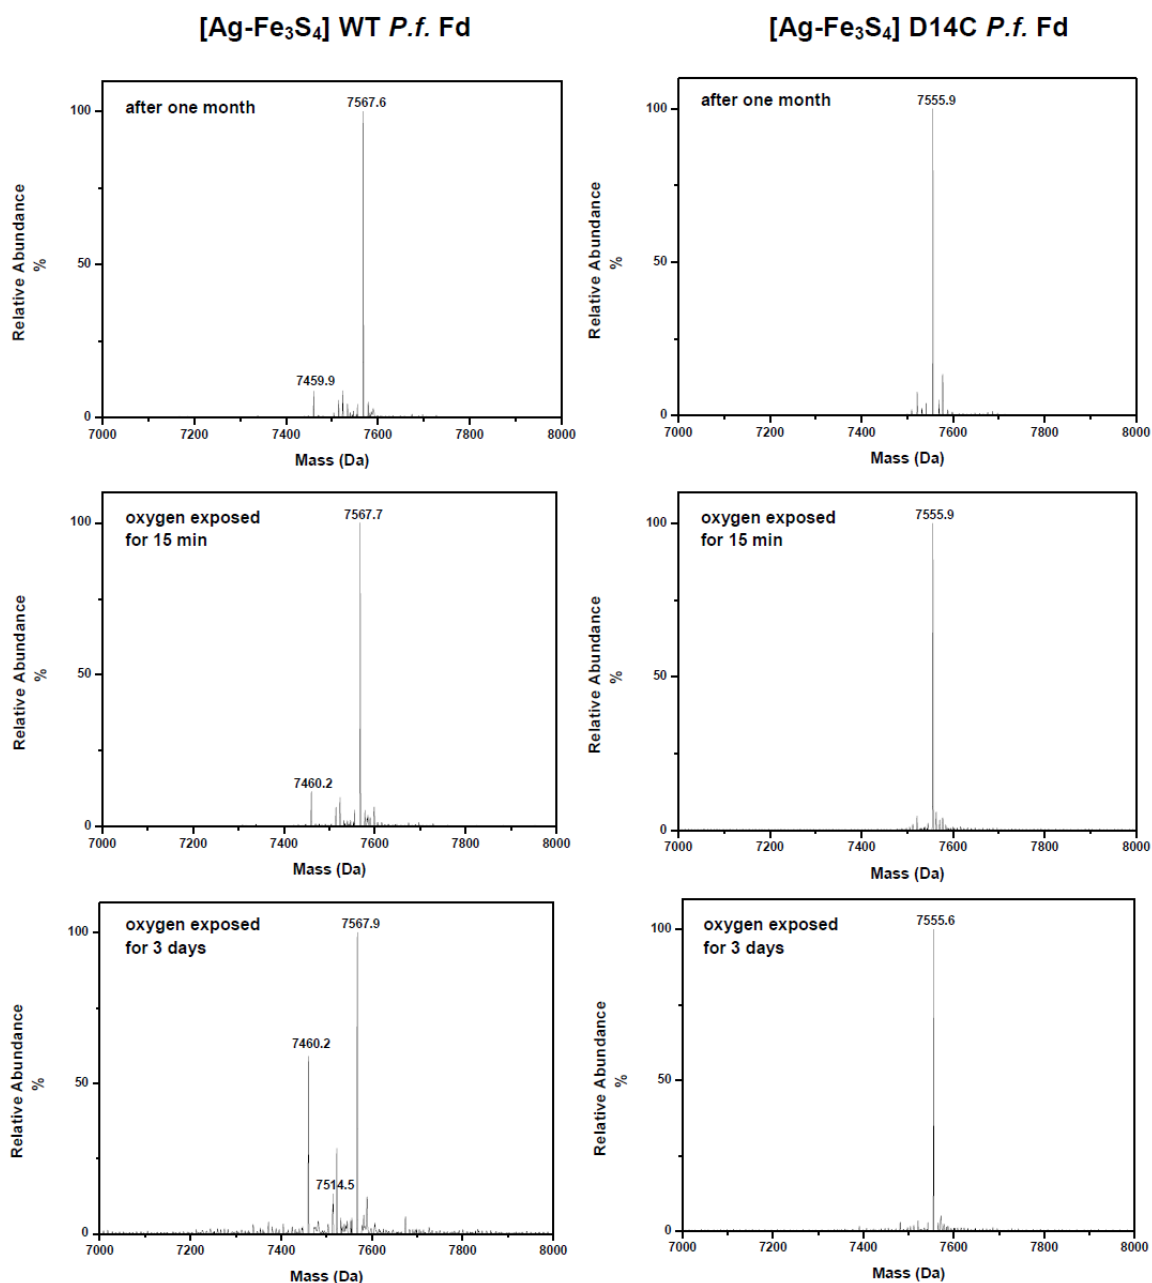 [Ag-Fe₃S₄] WT P.f. Fd
[Ag-Fe₃S₄] D14C P.f. Fd
after one month
7567.6
7459.9
100
50
0
7000 7200 7400 7600 7800 8000
Mass (Da)
Relative Abundance
%
after one month
7555.9
100
50
0
7000 7200 7400 7600 7800 8000
Mass (Da)
Relative Abundance
%
oxygen exposed
for 15 min
7567.7
7460.2
100
50
0
7000 7200 7400 7600 7800 8000
Mass (Da)
Relative Abundance
%
oxygen exposed
for 15 min
7555.9
100
50
0
7000 7200 7400 7600 7800 8000
Mass (Da)
Relative Abundance
%
oxygen exposed
for 3 days
7567.9
7460.2
7514.5
100
50
0
7000 7200 7400 7600 7800 8000
Mass (Da)
Relative Abundance
%
oxygen exposed
for 3 days
7555.6
100
50
0
7000 7200 7400 7600 7800 8000
Mass (Da)
Relative Abundance
%